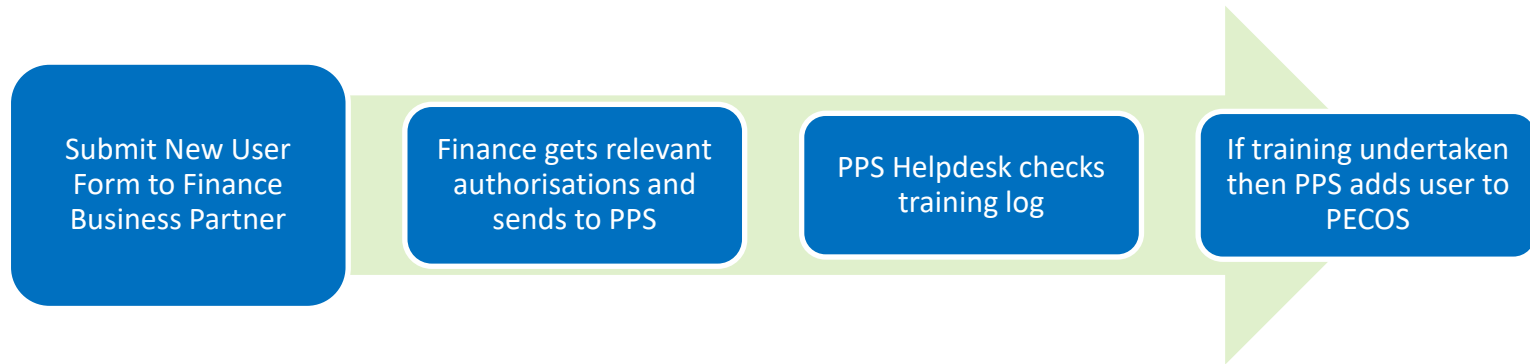 Submit New User
Form to Finance
Business Partner
Finance gets relevant
authorisations and
sends to PPS
PPS Helpdesk checks
training log
If training undertaken
then PPS adds user to
PECOS